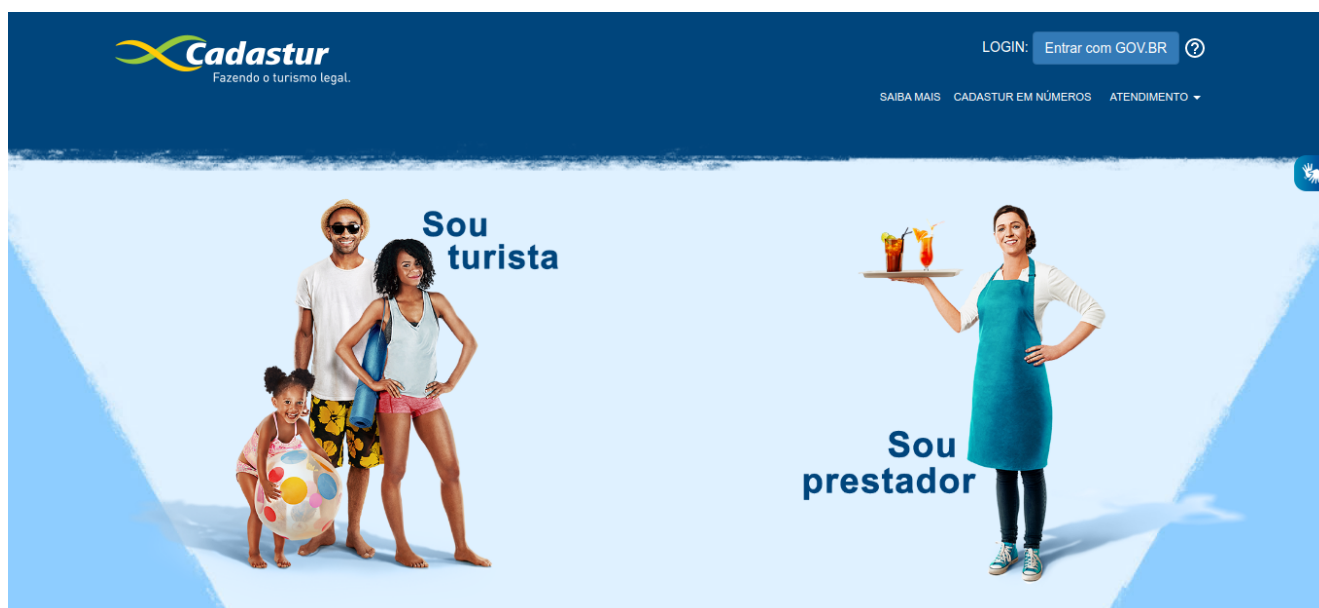 Cadastur
Fazendo o turismo legal.
LOGIN: Entrar com GOV.BR ?
SAIBA MAIS CADASTUR EM NÚMEROS ATENDIMENTO
Sou
turista
Sou
prestador